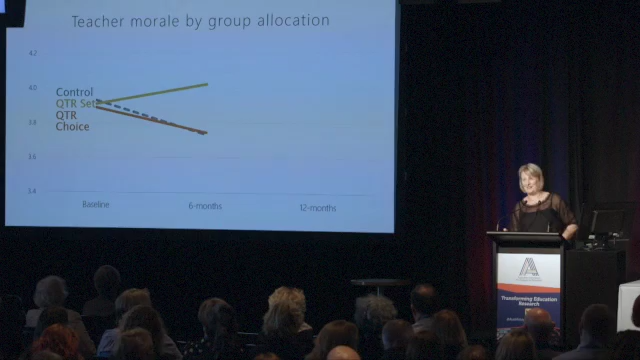 Teacher morale by group allocation
4.2
4.0
3.8
3.6
3.4
Control
QTR Set
QTR
Choice
Baseline
6-months
12-months
Transforming Education
Research